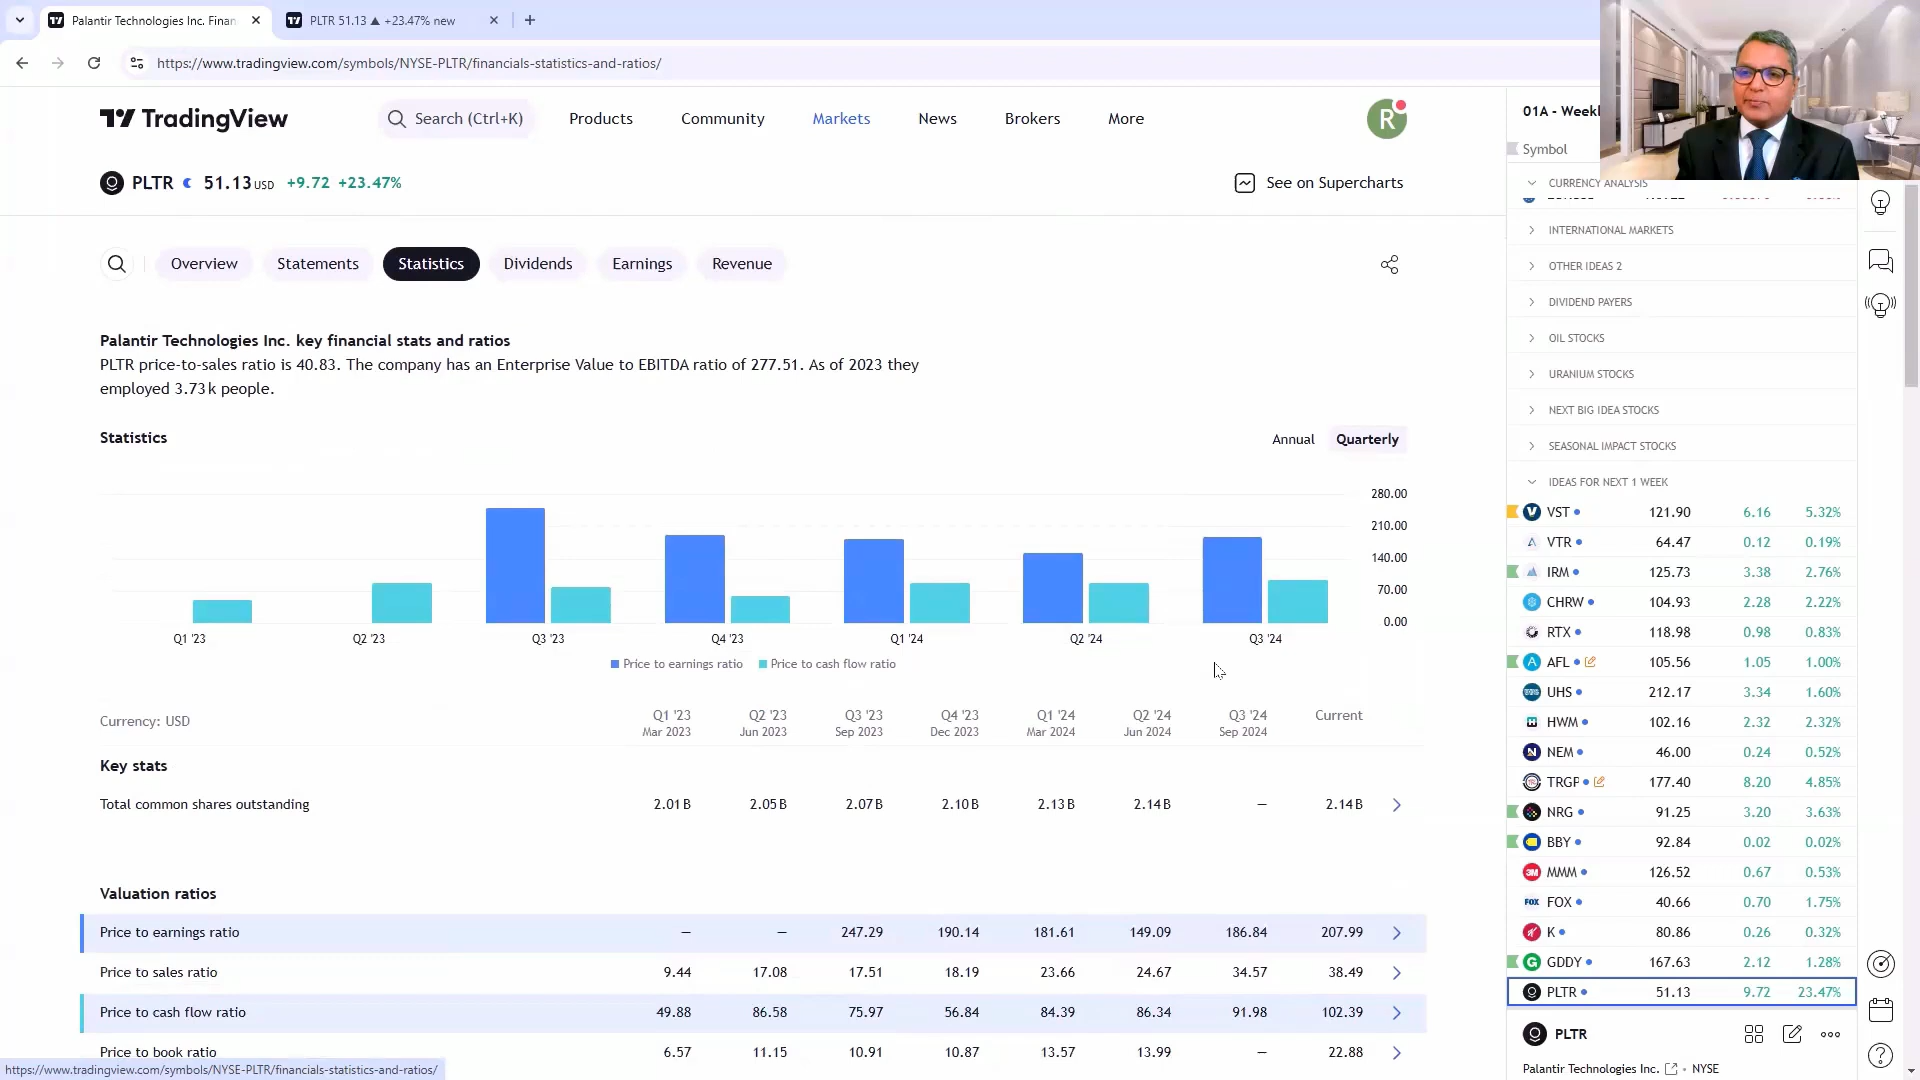 Palantir Technologies Inc. Finan
PLTR 51.13 ▲ +23.47% new
https://www.tradingview.com/symbols/NYSE-PLTR/financials-statistics-and-ratios/
TradingView
Search (Ctrl+K)
Products
Community
Markets
News
Brokers
More
R
PLTR 51.13 USD +9.72 +23.47%
See on Supercharts
Overview
Statements
Statistics
Dividends
Earnings
Revenue
Palantir Technologies Inc. key financial stats and ratios
PLTR price-to-sales ratio is 40.83. The company has an Enterprise Value to EBITDA ratio of 277.51. As of 2023 they
employed 3.73 k people.
Statistics
Annual
Quarterly
280.00
210.00
140.00
70.00
0.00
Q1 '23 Q2 '23 Q3 '23 Q4 '23 Q1 '24 Q2 '24 Q3 '24
Price to earnings ratio Price to cash flow ratio
Currency: USD
Q1 '23 Q2 '23 Q3 '23 Q4 '23 Q1 '24 Q2 '24 Q3 '24 Current
Mar 2023 Jun 2023 Sep 2023 Dec 2023 Mar 2024 Jun 2024 Sep 2024
Key stats
Total common shares outstanding 2.01 B 2.05 B 2.07 B 2.10 B 2.13 B 2.14 B — 2.14 B
Valuation ratios
Price to earnings ratio — — 247.29 190.14 181.61 149.09 186.84 207.99
Price to sales ratio 9.44 17.08 17.51 18.19 23.66 24.67 34.57 38.49
Price to cash flow ratio 49.88 86.58 75.97 56.84 84.39 86.34 91.98 102.39
Price to book ratio 6.57 11.15 10.91 10.87 13.57 13.99 — 22.88
https://www.tradingview.com/symbols/NYSE-PLTR/financials-statistics-and-ratios/
01A - Weekl
Symbol
CURRENCY ANALYSIS
INTERNATIONAL MARKETS
OTHER IDEAS 2
DIVIDEND PAYERS
OIL STOCKS
URANIUM STOCKS
NEXT BIG IDEA STOCKS
SEASONAL IMPACT STOCKS
IDEAS FOR NEXT 1 WEEK
VST 121.90 6.16 5.32%
VTR 64.47 0.12 0.19%
IRM 125.73 3.38 2.76%
CHRW 104.93 2.28 2.22%
RTX 118.98 0.98 0.83%
AFL 105.56 1.05 1.00%
UHS 212.17 3.34 1.60%
HWM 102.16 2.32 2.32%
NEM 46.00 0.24 0.52%
TRGP 177.40 8.20 4.85%
NRG 91.25 3.20 3.63%
BBY 92.84 0.02 0.02%
MMM 126.52 0.67 0.53%
FOX 40.66 0.70 1.75%
K 80.86 0.26 0.32%
GDDY 167.63 2.12 1.28%
PLTR 51.13 9.72 23.47%
PLTR
Palantir Technologies Inc. • NYSE